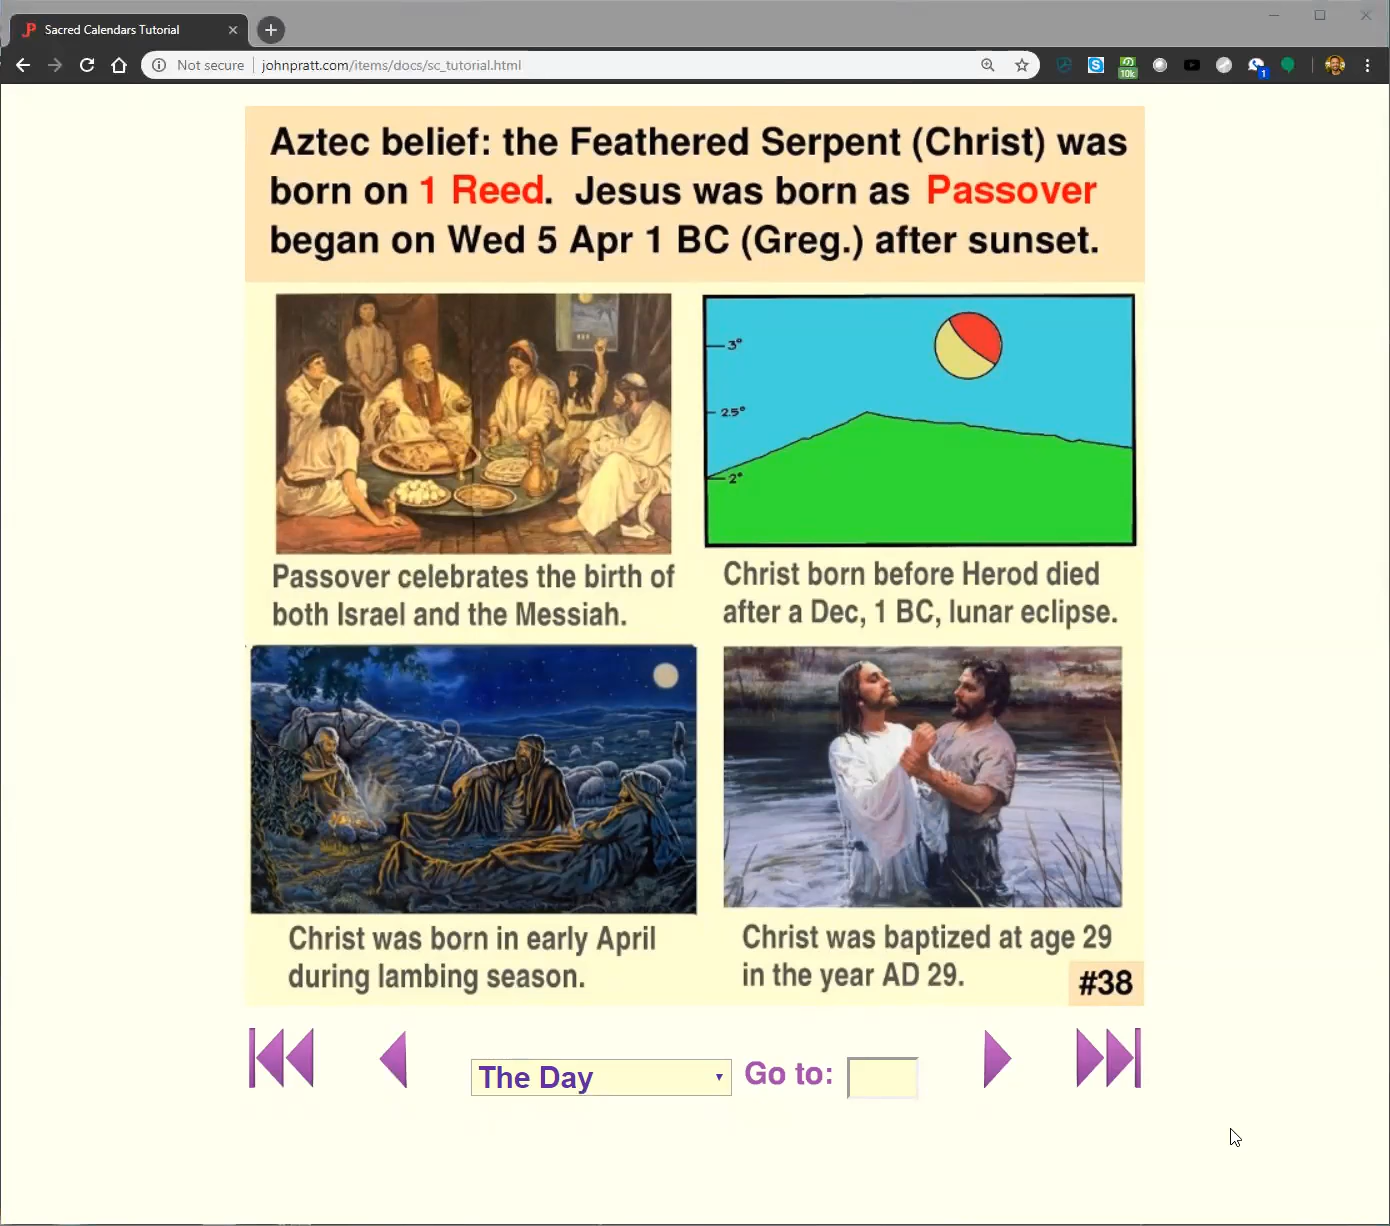 Sacred Calendars Tutorial
Not secure johnpratt.com/items/docs/sc_tutorial.html
10k
1
Aztec belief: the Feathered Serpent (Christ) was
born on 1 Reed. Jesus was born as Passover
began on Wed 5 Apr 1 BC (Greg.) after sunset.
3°
2.5°
2°
Passover celebrates the birth of
both Israel and the Messiah.
Christ born before Herod died
after a Dec, 1 BC, lunar eclipse.
Christ was born in early April
during lambing season.
Christ was baptized at age 29
in the year AD 29.
#38
The Day Go to: